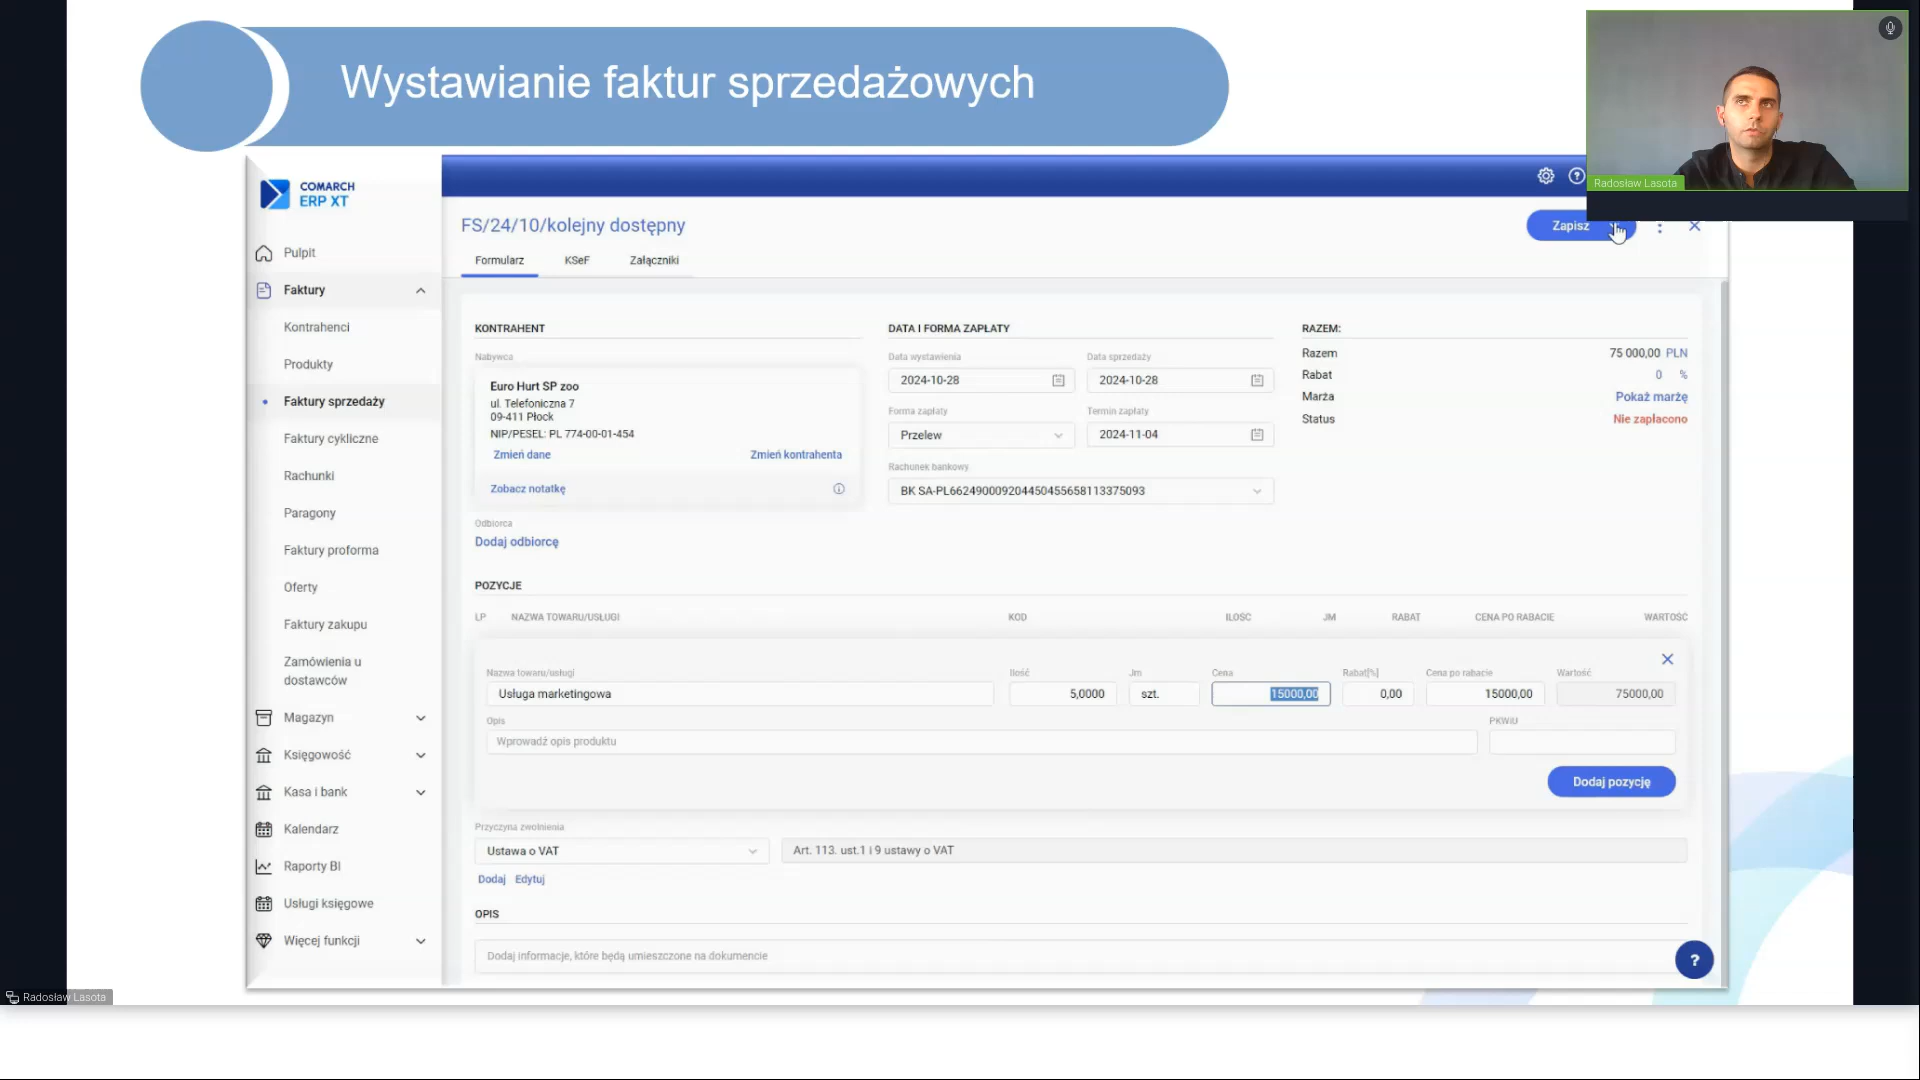 Wystawianie faktur sprzedażowych
Radosław Lasota
COMARCH
ERP XT
FS/24/10/kolejny dostępny
Zapisz
Formularz KSeF Załączniki
Pulpit
Faktury
Kontrahenci
Produkty
Faktury sprzedaży
Faktury cykliczne
Rachunki
Paragony
Faktury proforma
Oferty
Faktury zakupu
Zamówienia u
dostawców
Magazyn
Księgowość
Kasa i bank
Kalendarz
Raporty BI
Usługi księgowe
Więcej funkcji
KONTRAHENT
Nabywca
Euro Hurt SP zoo
ul. Telefoniczna 7
09-411 Płock
NIP/PESEL: PL 774-00-01-454
Zmień dane Zmień kontrahenta
Zobacz notatkę
Odbiorca
Dodaj odbiorcę
DATA I FORMA ZAPŁATY
Data wystawienia Data sprzedaży
2024-10-28 2024-10-28
Forma zapłaty Termin zapłaty
Przelew 2024-11-04
Rachunek bankowy
BK SA-PL66249000920445045565811337509​3
RAZEM:
Razem 75 000,00 PLN
Rabat 0 %
Marża Pokaż marżę
Status Nie zapłacono
POZYCJE
LP NAZWA TOWARU/USŁUGI KOD ILOŚĆ JM RABAT CENA PO RABACIE WARTOŚĆ
Nazwa towaru/usługi Ilość Jm Cena Rabat[%] Cena po rabacie Wartość
Usługa marketingowa 5,0000 szt. 15000,00 0,00 15000,00 75000,00
Opis PKWiU
Wprowadź opis produktu
Dodaj pozycję
Przyczyna zwolnienia
Ustawa o VAT Art. 113. ust.1 i 9 ustawy o VAT
Dodaj Edytuj
OPIS
Dodaj informacje, które będą umieszczone na dokumencie
?
Radosław Lasota